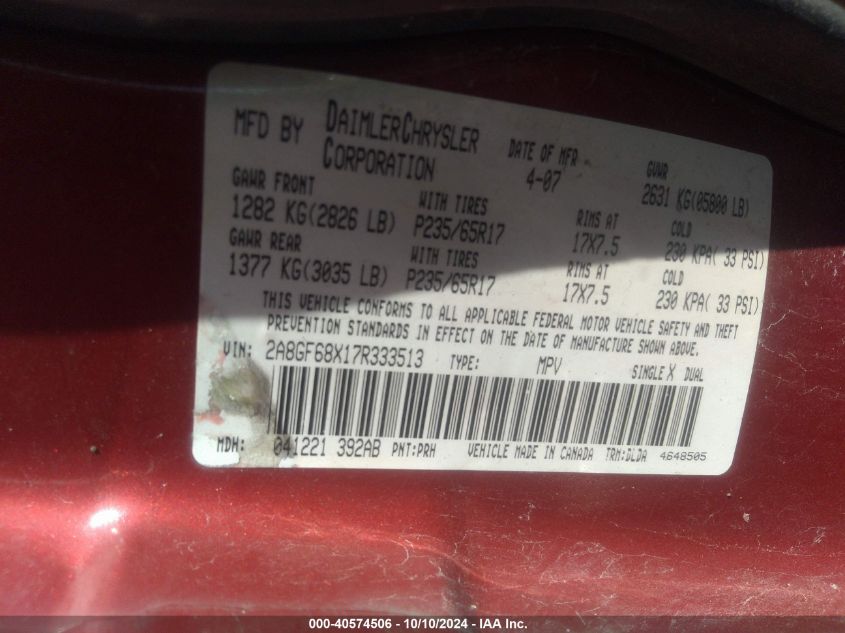 MFD BY DAIMLERCHRYSLER CORPORATION DATE OF MFR 4-07 GVWR 2631 KG(05800 LB)
GAWR FRONT WITH TIRES RIMS AT COLD
1282 KG(2826 LB) P235/65R17 17X7.5 230 KPA( 33 PSI)
GAWR REAR WITH TIRES RIMS AT COLD
1377 KG(3035 LB) P235/65R17 17X7.5 230 KPA( 33 PSI)
THIS VEHICLE CONFORMS TO ALL APPLICABLE FEDERAL MOTOR VEHICLE SAFETY AND THEFT
PREVENTION STANDARDS IN EFFECT ON THE DATE OF MANUFACTURE SHOWN ABOVE.
VIN: 2A8GF68X17R333513 TYPE: MPV SINGLE X DUAL
MDH: 041221 392AB PNT:PRH VEHICLE MADE IN CANADA TRM:DLDA 4648505
000-40574506 - 10/10/2024 - IAA Inc.